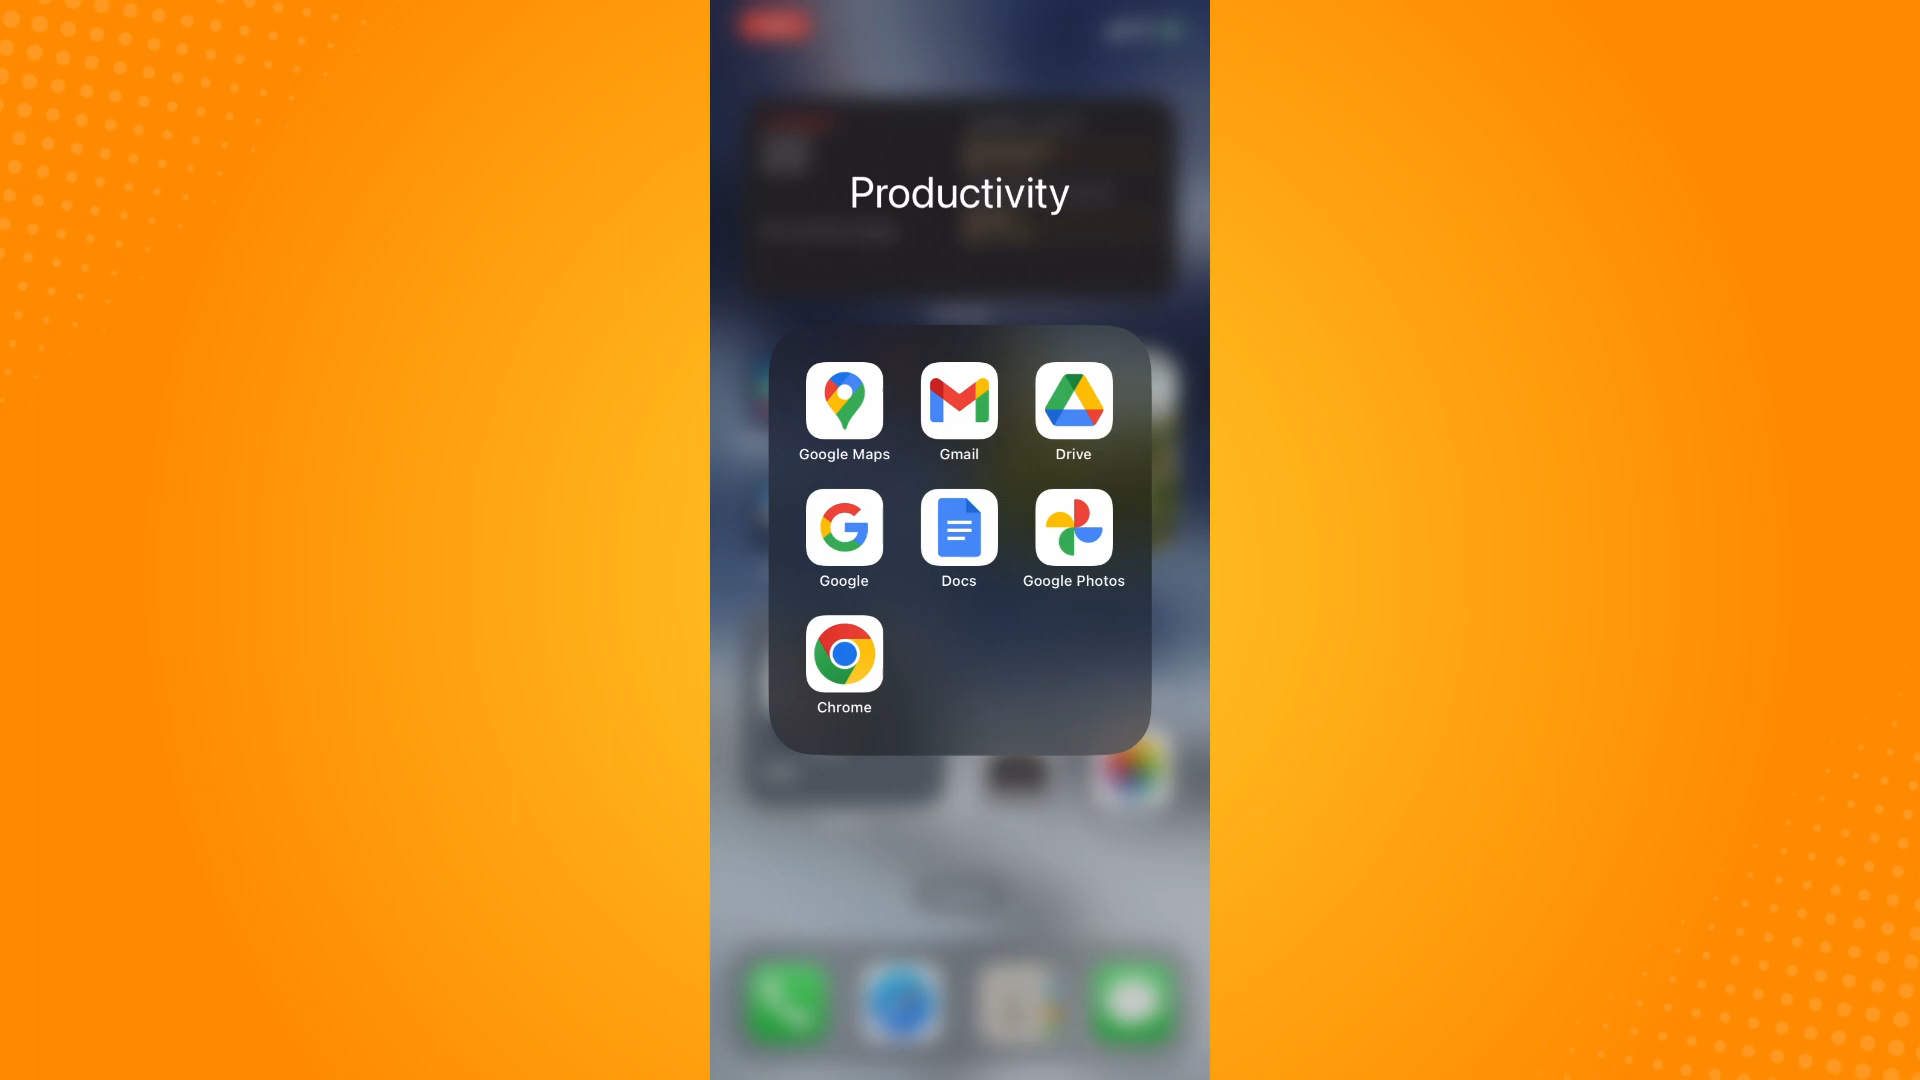 Productivity
Google Maps
Gmail
Drive
Google
Docs
Google Photos
Chrome